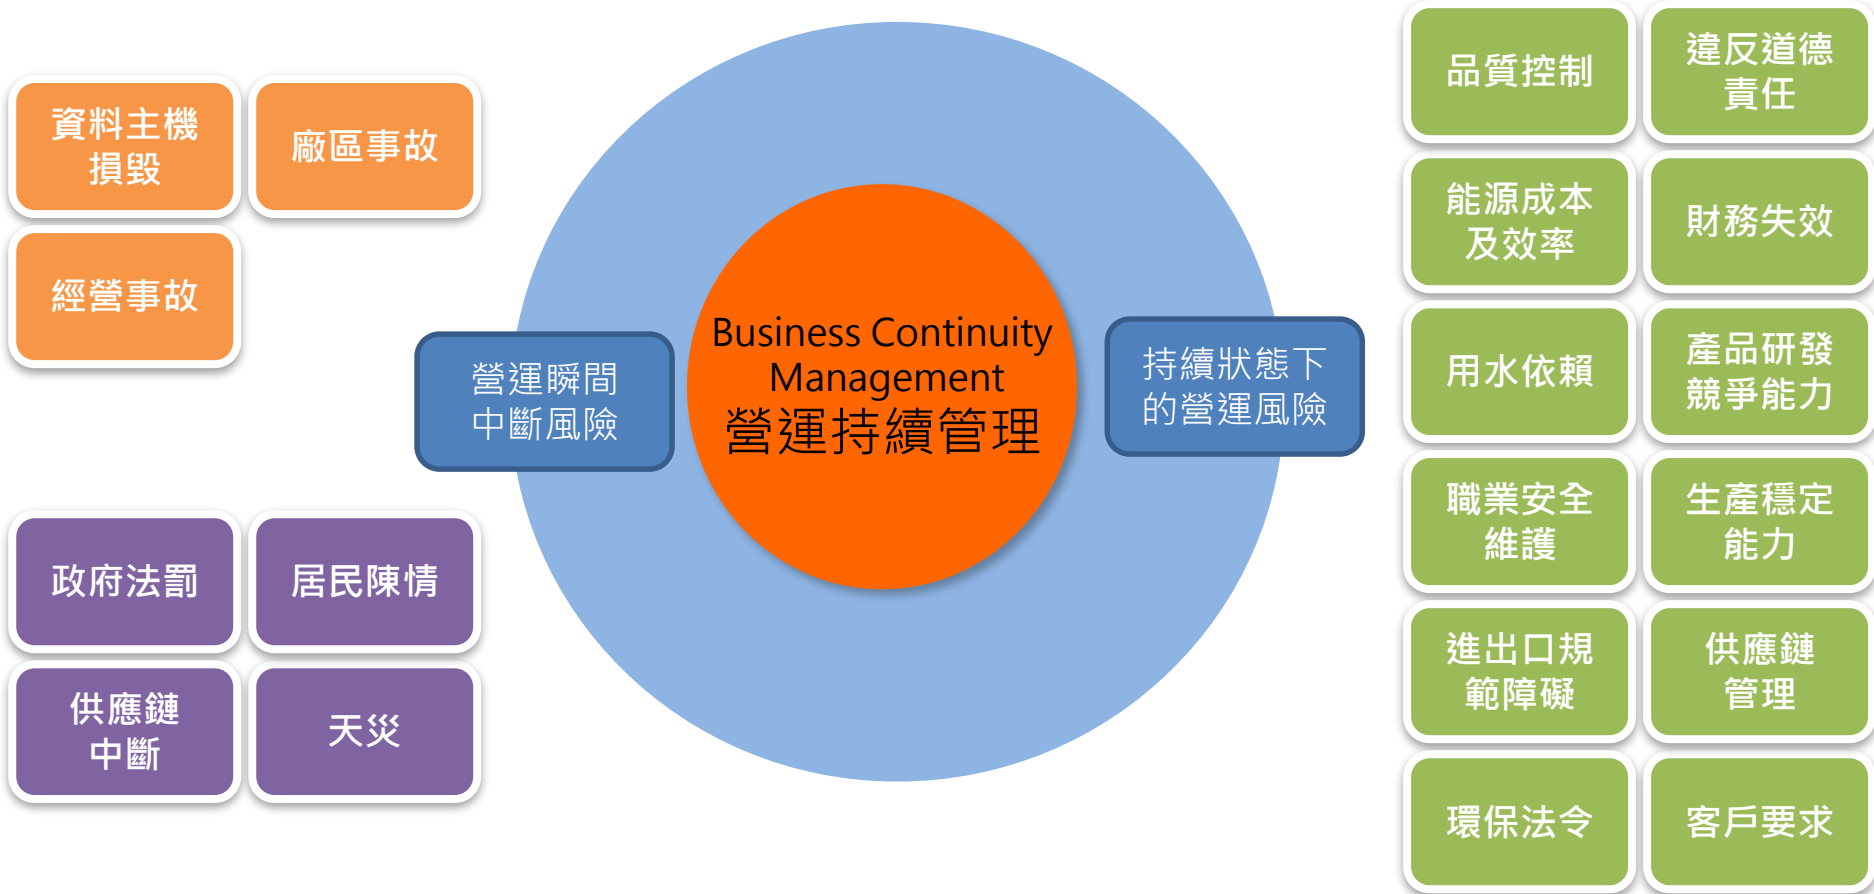 資料主機
損毀
廠區事故
經營事故
政府法罰
居民陳情
供應鏈
中斷
天災
營運瞬間
中斷風險
Business Continuity
Management
營運持續管理
持續狀態下
的營運風險
品質控制
違反道德
責任
能源成本
及效率
財務失效
用水依賴
產品研發
競爭能力
職業安全
維護
生產穩定
能力
進出口規
範障礙
供應鏈
管理
環保法令
客戶要求